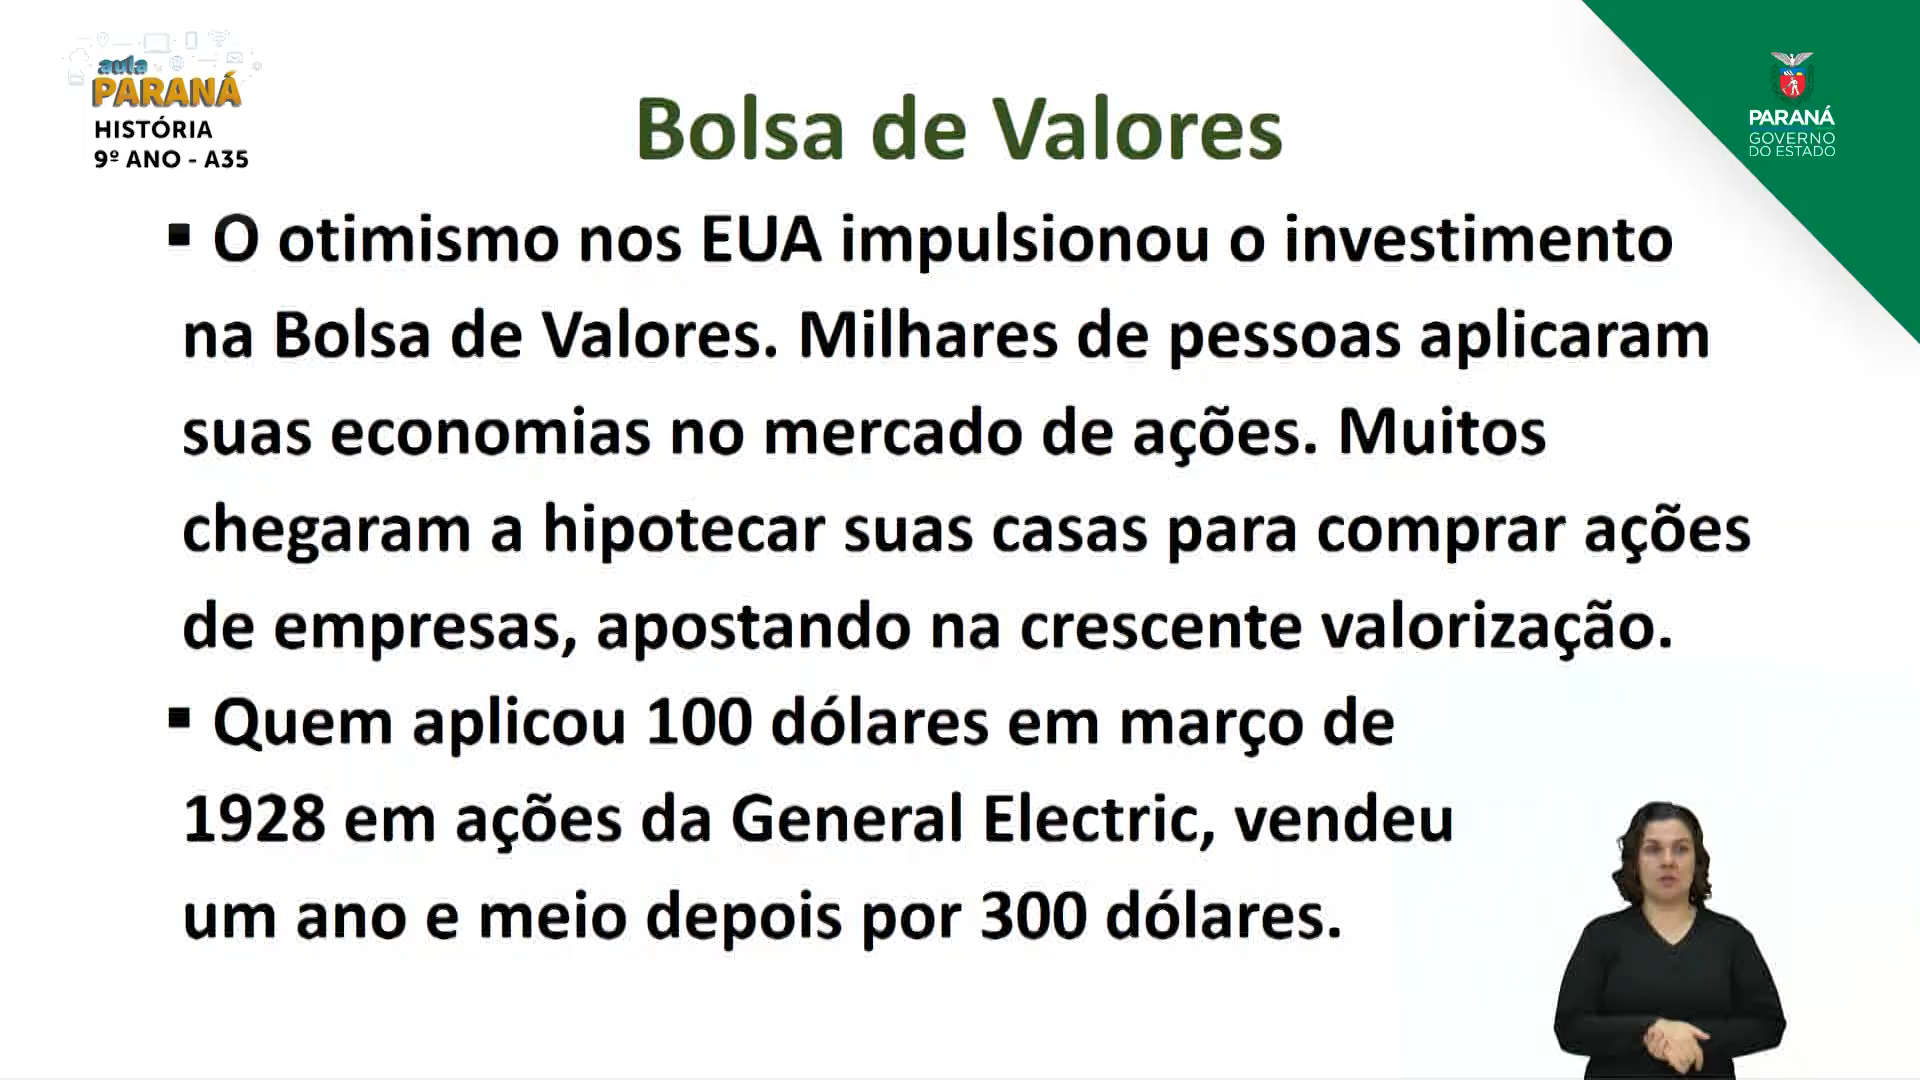 aula
PARANÁ
HISTÓRIA
9º ANO - A35
PARANÁ
GOVERNO
DO ESTADO
Bolsa de Valores
▪ O otimismo nos EUA impulsionou o investimento
na Bolsa de Valores. Milhares de pessoas aplicaram
suas economias no mercado de ações. Muitos
chegaram a hipotecar suas casas para comprar ações
de empresas, apostando na crescente valorização.
▪ Quem aplicou 100 dólares em março de
1928 em ações da General Electric, vendeu
um ano e meio depois por 300 dólares.